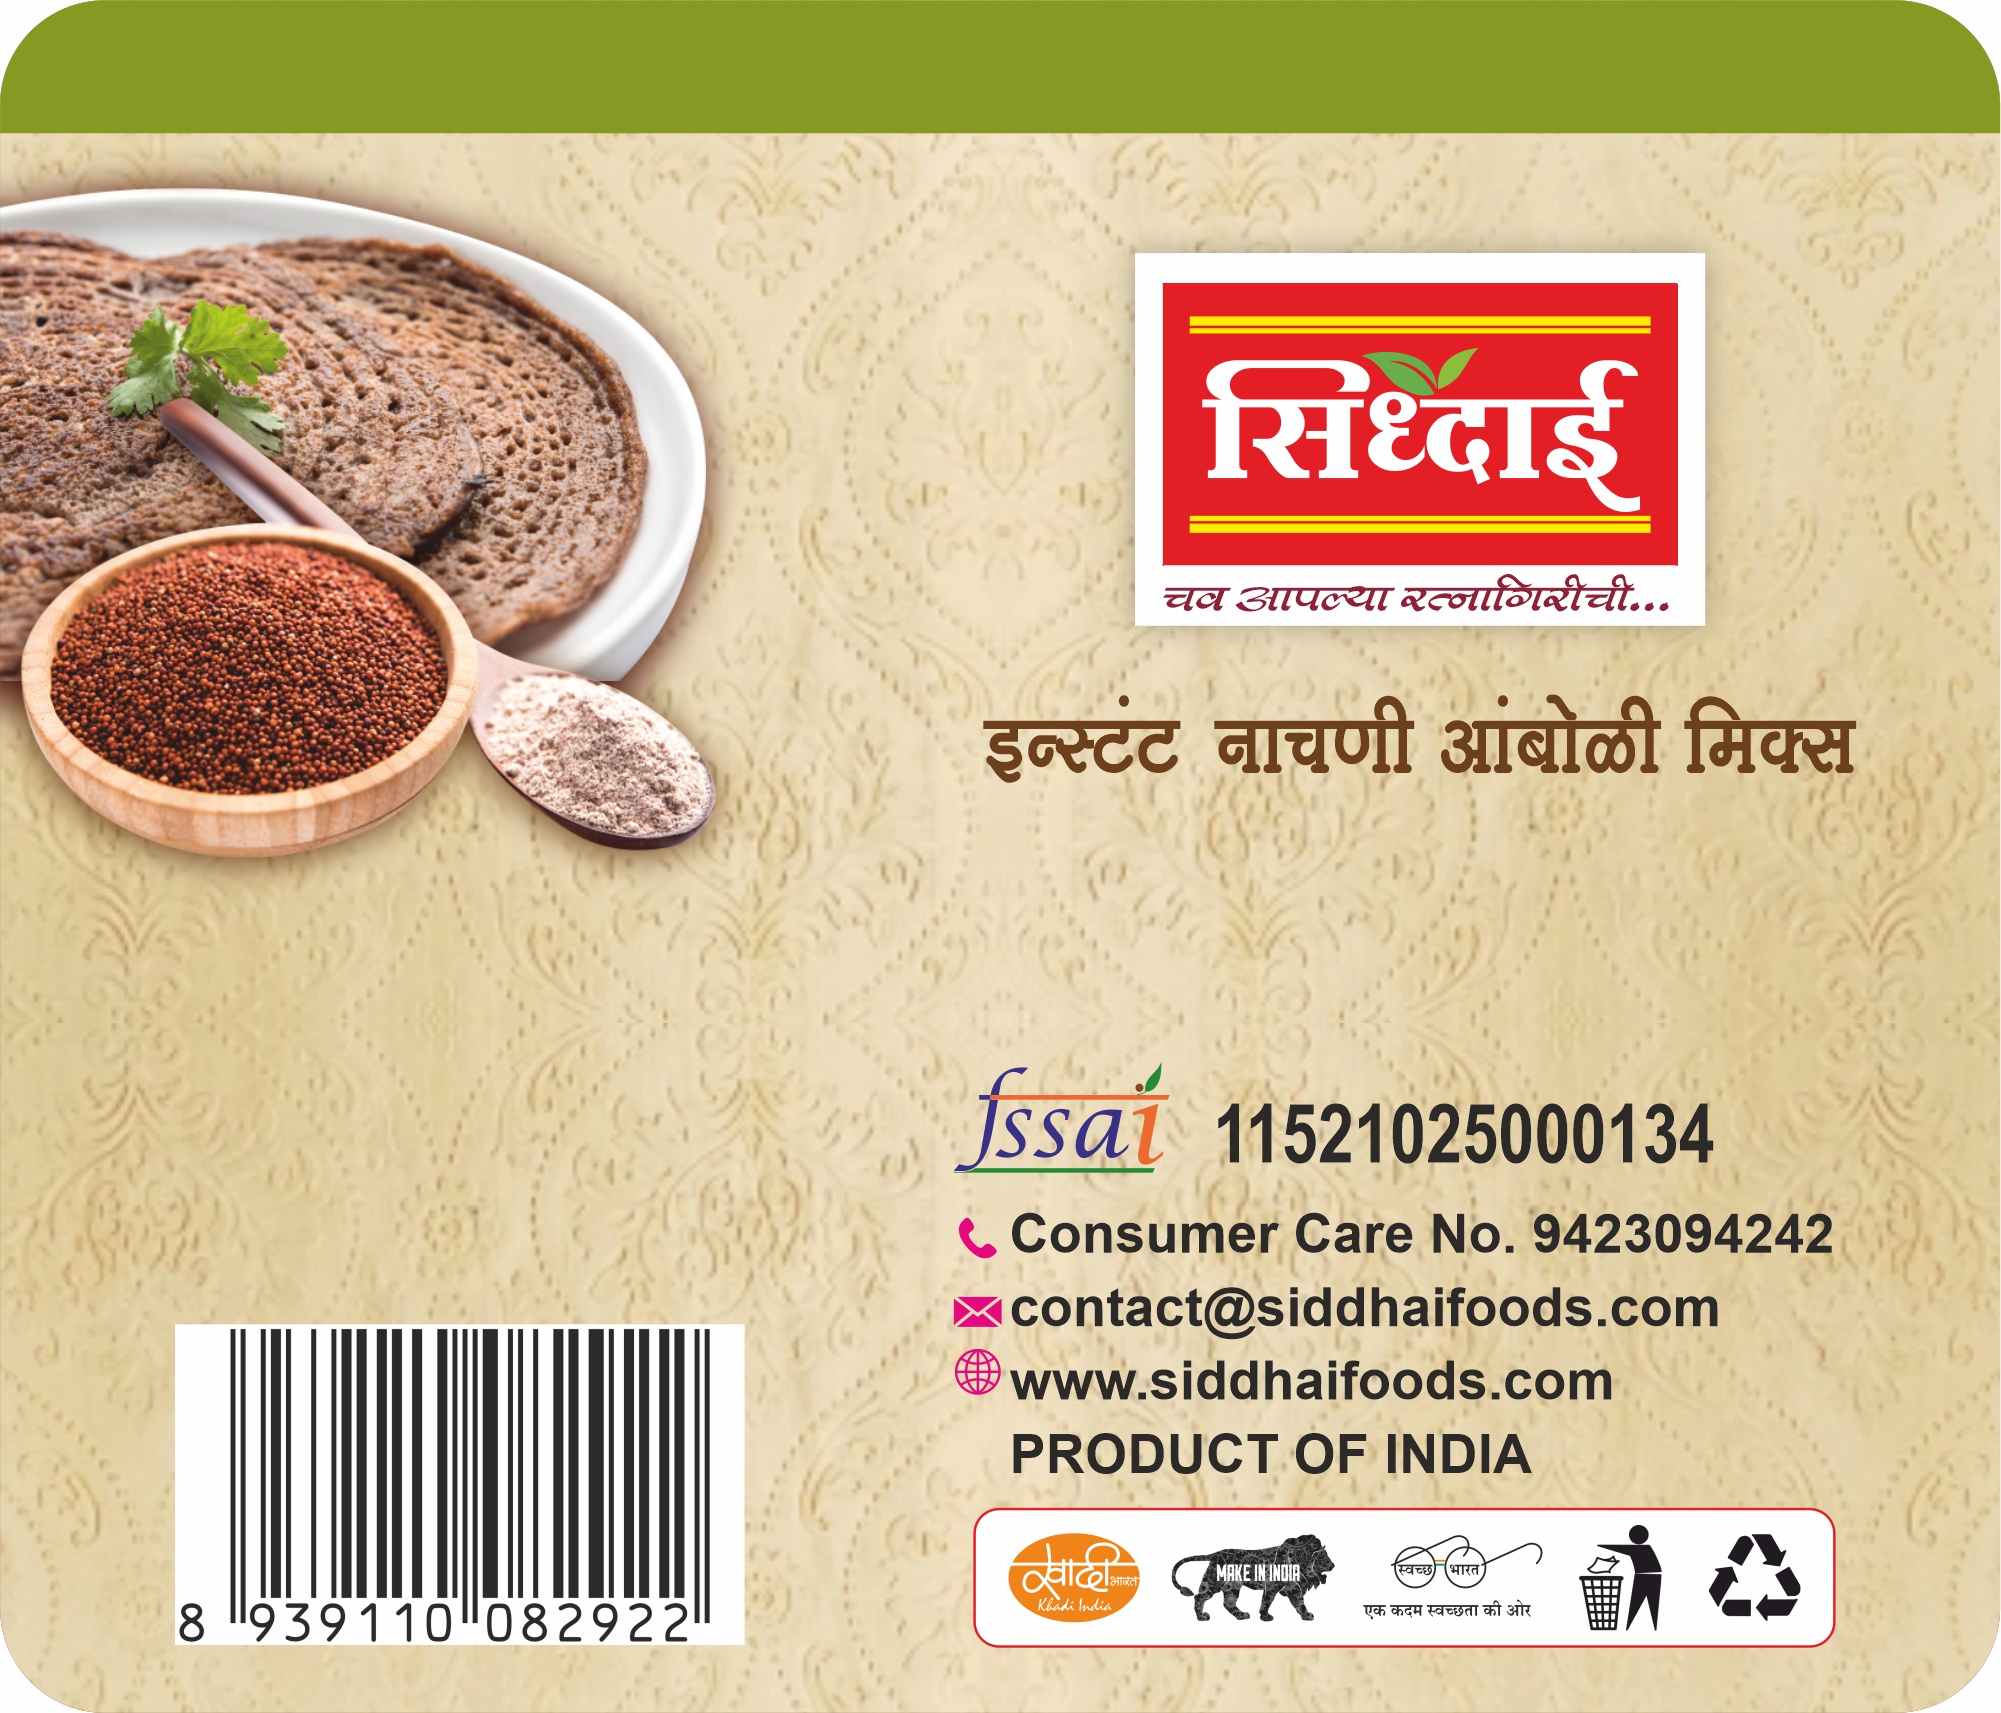 सिध्दाई
चव आपल्या रत्नागिरीची...
इन्स्टंट नाचणी आंबोळी मिक्स
fssai 11521025000134
Consumer Care No. 9423094242
contact@siddhaifoods.com
www.siddhaifoods.com
PRODUCT OF INDIA
खादी भारत
Khadi India
MAKE IN INDIA
स्वच्छ भारत
एक कदम स्वच्छता की ओर
8 939110 082922